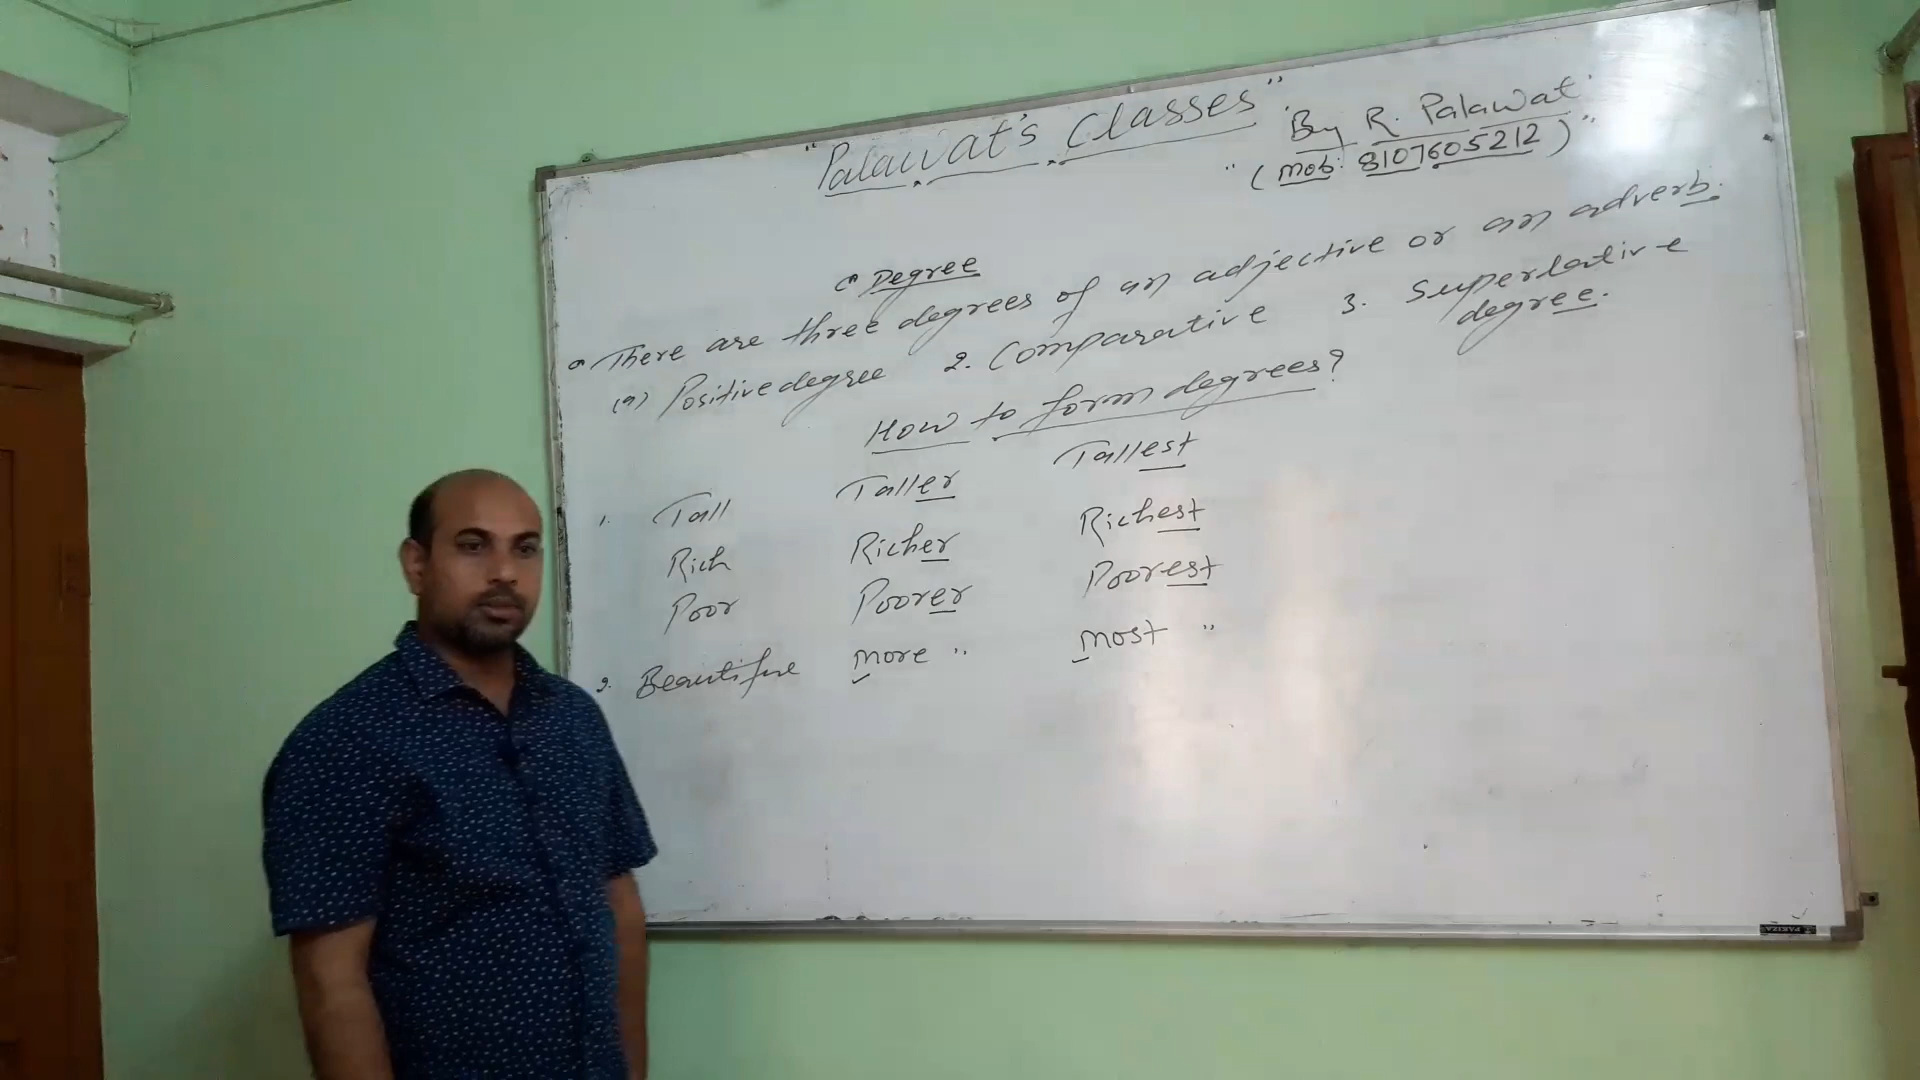 "Palawat's Classes"
By R. Palawat
"(Mob: 8107605212)"
Degree
There are three degrees of an adjective or an adverb.
(a) Positive degree 2. Comparative 3. Superlative degree.
How to form degrees?
1. Tall Taller Tallest
Rich Richer Richest
Poor Poorer Poorest
2. Beautiful more " most "
PAKIZA